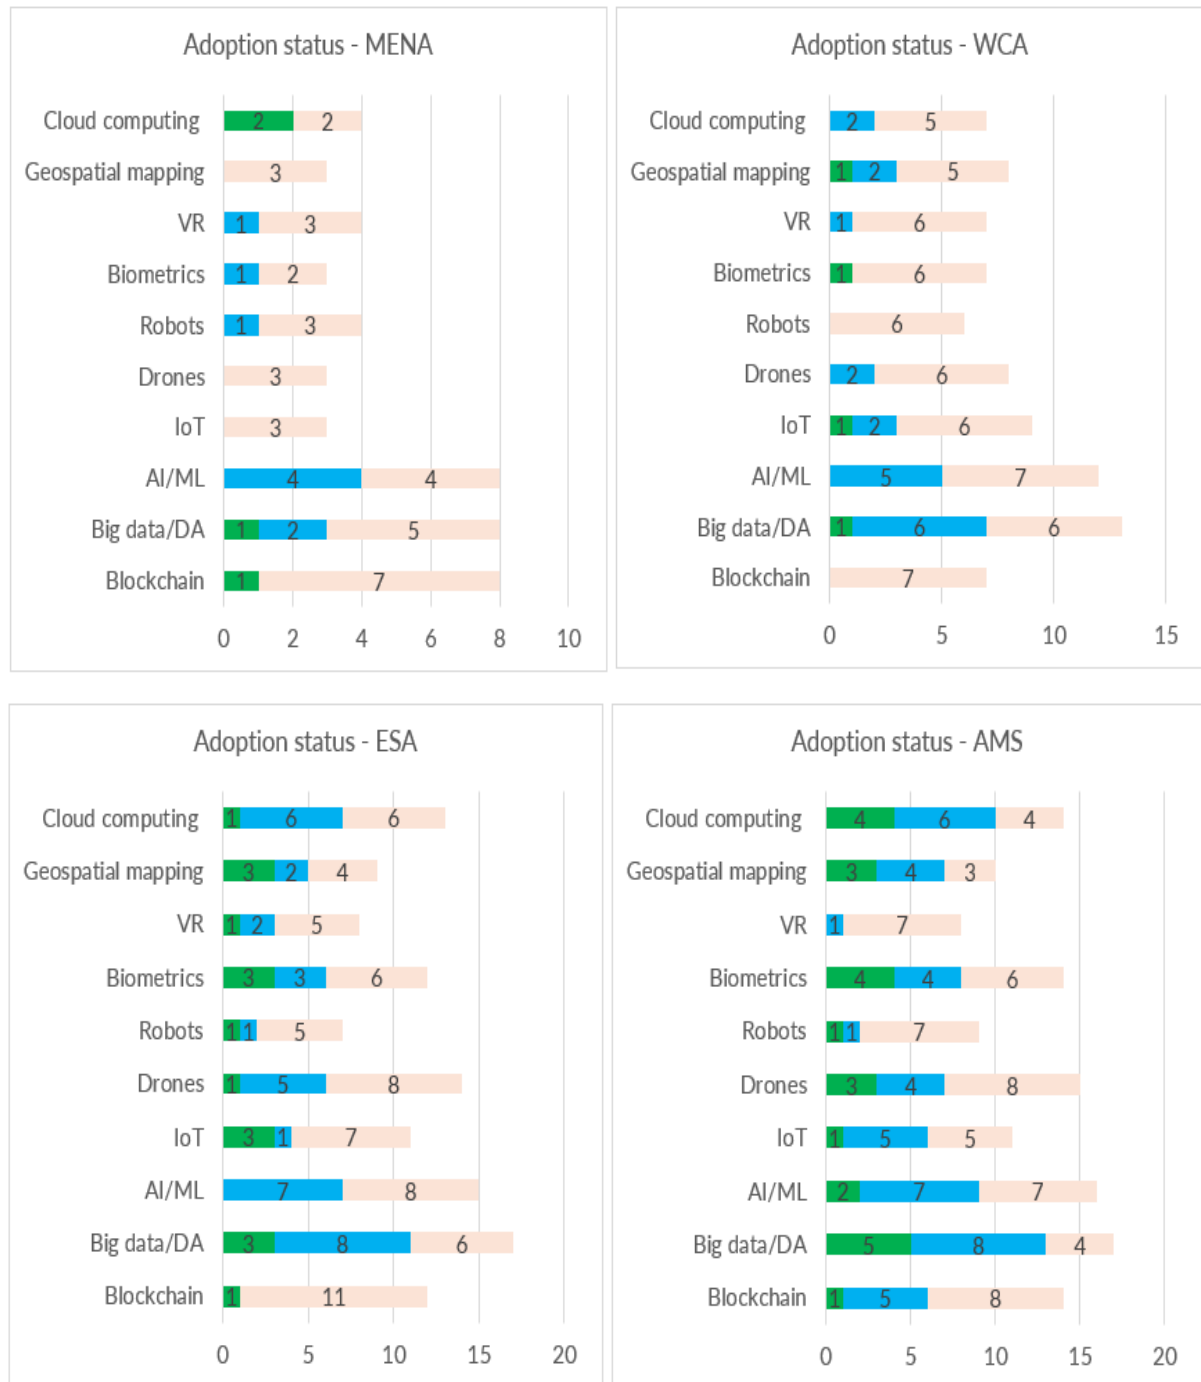 Adoption status - MENA
Cloud computing 2 2
Geospatial mapping 3
VR 1 3
Biometrics 1 2
Robots 1 3
Drones 3
IoT 3
AI/ML 4 4
Big data/DA 1 2 5
Blockchain 1 7
0 2 4 6 8 10
Adoption status - WCA
Cloud computing 2 5
Geospatial mapping 1 2 5
VR 1 6
Biometrics 1 6
Robots 6
Drones 2 6
IoT 1 2 6
AI/ML 5 7
Big data/DA 1 6 6
Blockchain 7
0 5 10 15
Adoption status - ESA
Cloud computing 1 6 6
Geospatial mapping 3 2 4
VR 1 2 5
Biometrics 3 3 6
Robots 1 1 5
Drones 1 5 8
IoT 3 1 7
AI/ML 7 8
Big data/DA 3 8 6
Blockchain 1 11
0 5 10 15 20
Adoption status - AMS
Cloud computing 4 6 4
Geospatial mapping 3 4 3
VR 1 7
Biometrics 4 4 6
Robots 1 1 7
Drones 3 4 8
IoT 1 5 5
AI/ML 2 7 7
Big data/DA 5 8 4
Blockchain 1 5 8
0 5 10 15 20